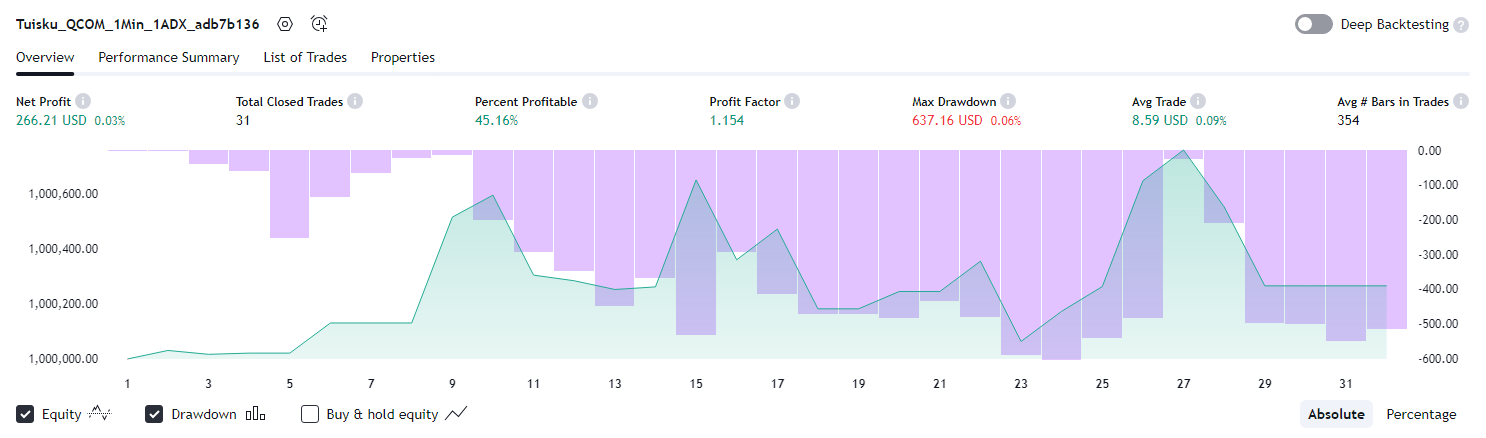 Tuisku_QCOM_1Min_1ADX_adb7b136
Deep Backtesting ?
Overview Performance Summary List of Trades Properties
Net Profit i Total Closed Trades i Percent Profitable i Profit Factor i Max Drawdown i Avg Trade i Avg # Bars in Trades i
266.21 USD 0.03% 31 45.16% 1.154 637.16 USD 0.06% 8.59 USD 0.09% 354
0.00
1,000,600.00 -100.00
-200.00
1,000,400.00 -300.00
1,000,200.00 -400.00
-500.00
1,000,000.00 -600.00
1 3 5 7 9 11 13 15 17 19 21 23 25 27 29 31
Equity Drawdown Buy & hold equity Absolute Percentage